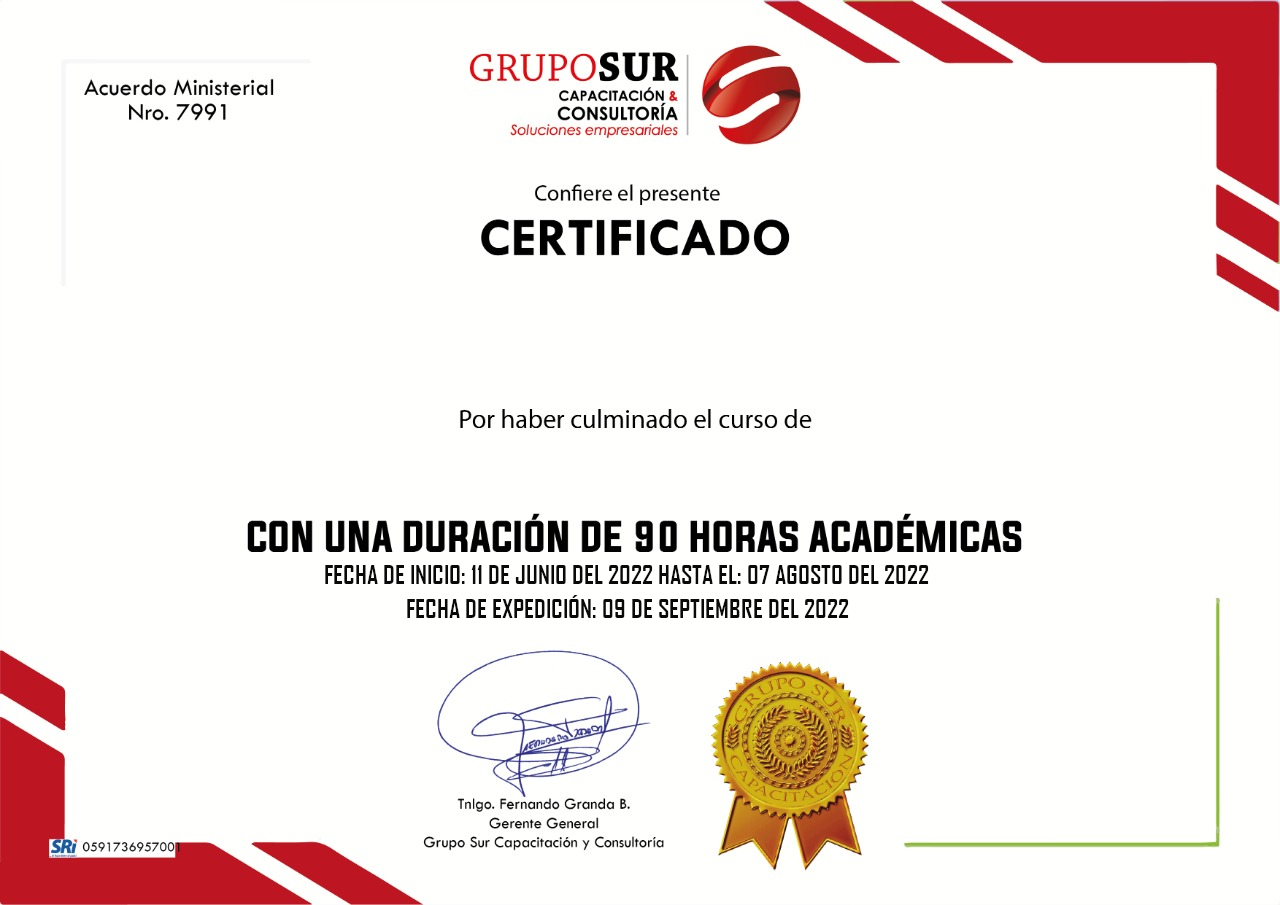 Acuerdo Ministerial
Nro. 7991
GRUPOSUR
CAPACITACIÓN &
CONSULTORÍA
Soluciones empresariales
Confiere el presente
CERTIFICADO
Por haber culminado el curso de
CON UNA DURACIÓN DE 90 HORAS ACADÉMICAS
FECHA DE INICIO: 11 DE JUNIO DEL 2022 HASTA EL: 07 AGOSTO DEL 2022
FECHA DE EXPEDICIÓN: 09 DE SEPTIEMBRE DEL 2022
GRUPO SUR
CAPACITACIÓN
Tnlgo. Fernando Granda B.
Gerente General
Grupo Sur Capacitación y Consultoría
SRi 0591736957001